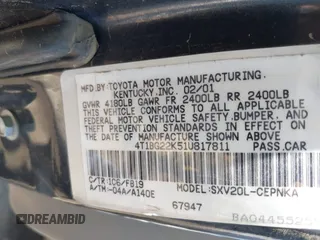 MFD.BY:TOYOTA MOTOR MANUFACTURING,
KENTUCKY,INC. 02/01
GVWR 4180LB GAWR FR 2400LB RR 2400LB
THIS VEHICLE CONFORMS TO ALL APPLICABLE
FEDERAL MOTOR VEHICLE SAFETY,BUMPER, AND
THEFT PREVENTION STANDARDS IN EFFECT ON
THE DATE OF MANUFACTURE SHOWN ABOVE.
4T1BG22K51U817811 PASS.CAR
C/TR:1C6/FB19 MODEL:SXV20L-CEPNKA
A/TM:-04A/A140E
67947
BA0445525